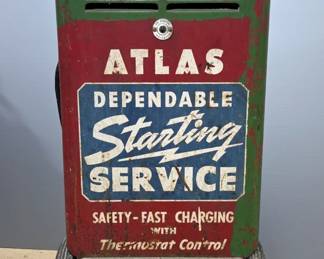 ATLAS
DEPENDABLE
Starting
SERVICE
SAFETY-FAST CHARGING
WITH
Thermostat Control